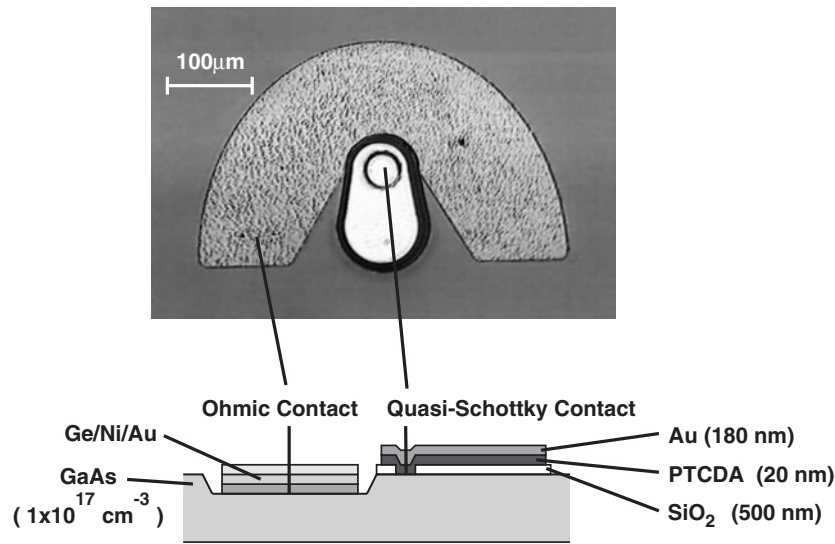 100μm
Ohmic Contact
Quasi-Schottky Contact
Ge/Ni/Au
GaAs
( 1x10^17 cm^-3 )
Au (180 nm)
PTCDA (20 nm)
SiO₂ (500 nm)